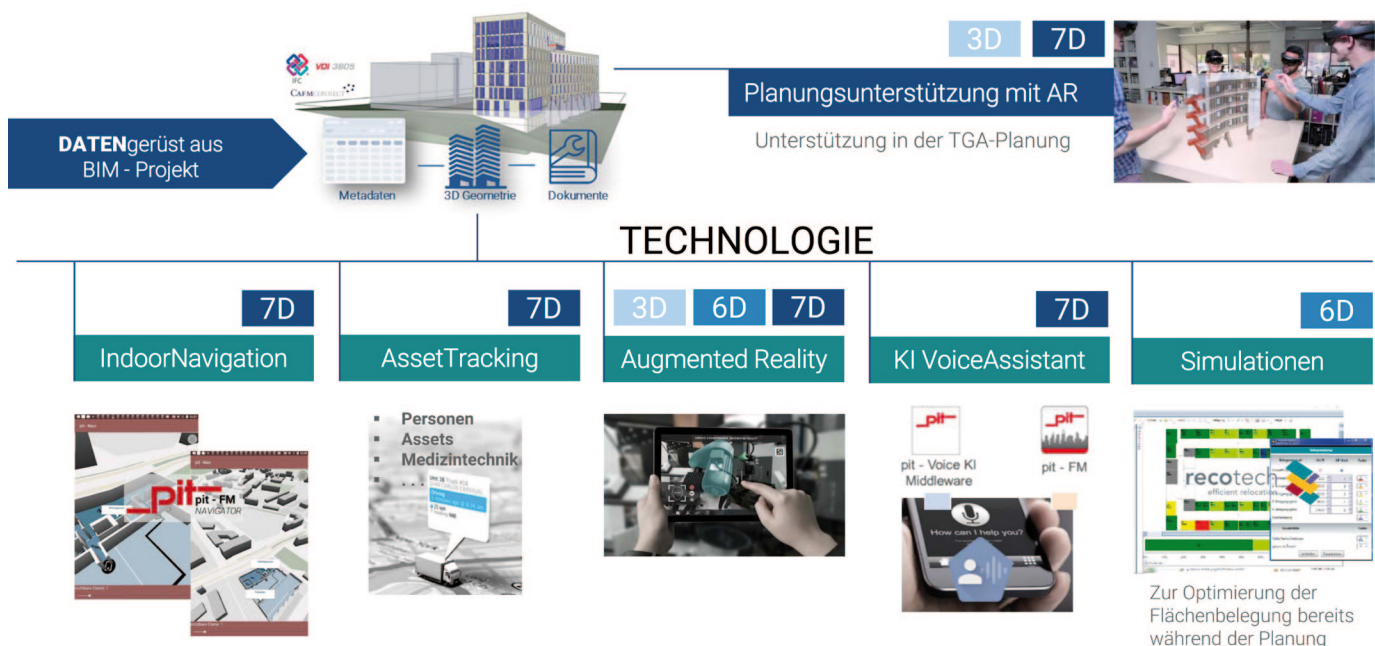 IFC
VDI 3805
CAFMCONNECT
DATENgerüst aus
BIM - Projekt
Metadaten
3D Geometrie
Dokumente
3D
7D
Planungsunterstützung mit AR
Unterstützung in der TGA-Planung
TECHNOLOGIE
7D
IndoorNavigation
7D
AssetTracking
3D
6D
7D
Augmented Reality
7D
KI VoiceAssistant
6D
Simulationen
pit - FM
NAVIGATOR
Personen
Assets
Medizintechnik
...
Driving
pit
pit - Voice KI
Middleware
pit
pit - FM
How can I help you?
recotech
efficient relocation
Zur Optimierung der
Flächenbelegung bereits
während der Planung